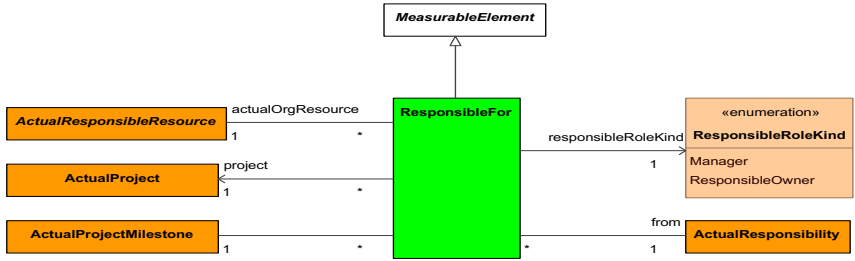 MeasurableElement
actualOrgResource
ActualResponsibleResource
1 *
ResponsibleFor
responsibleRoleKind
1
«enumeration»
ResponsibleRoleKind
Manager
ResponsibleOwner
project
ActualProject
1 *
ActualProjectMilestone
1 *
from
* 1
ActualResponsibility